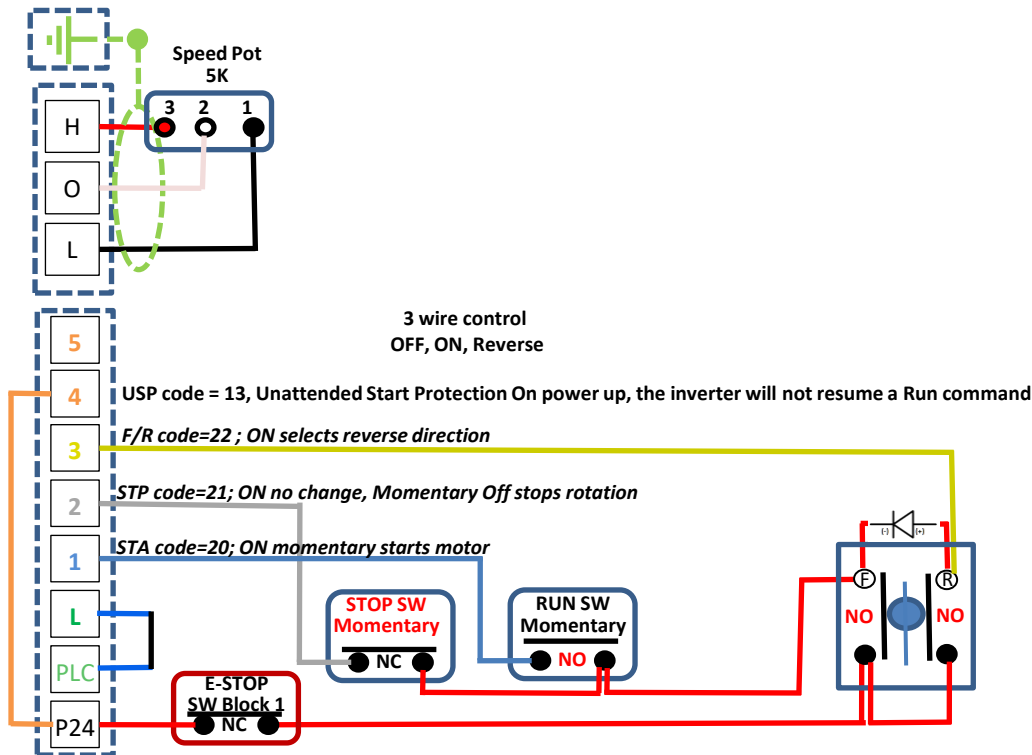 Speed Pot
5K
3 2 1
H
O
L
3 wire control
OFF, ON, Reverse
5
4
USP code = 13, Unattended Start Protection On power up, the inverter will not resume a Run command
F/R code=22 ; ON selects reverse direction
3
STP code=21; ON no change, Momentary Off stops rotation
2
STA code=20; ON momentary starts motor
1
(-) (+)
F R
NO NO
L
STOP SW
Momentary
NC
RUN SW
Momentary
NO
PLC
E-STOP
SW Block 1
NC
P24